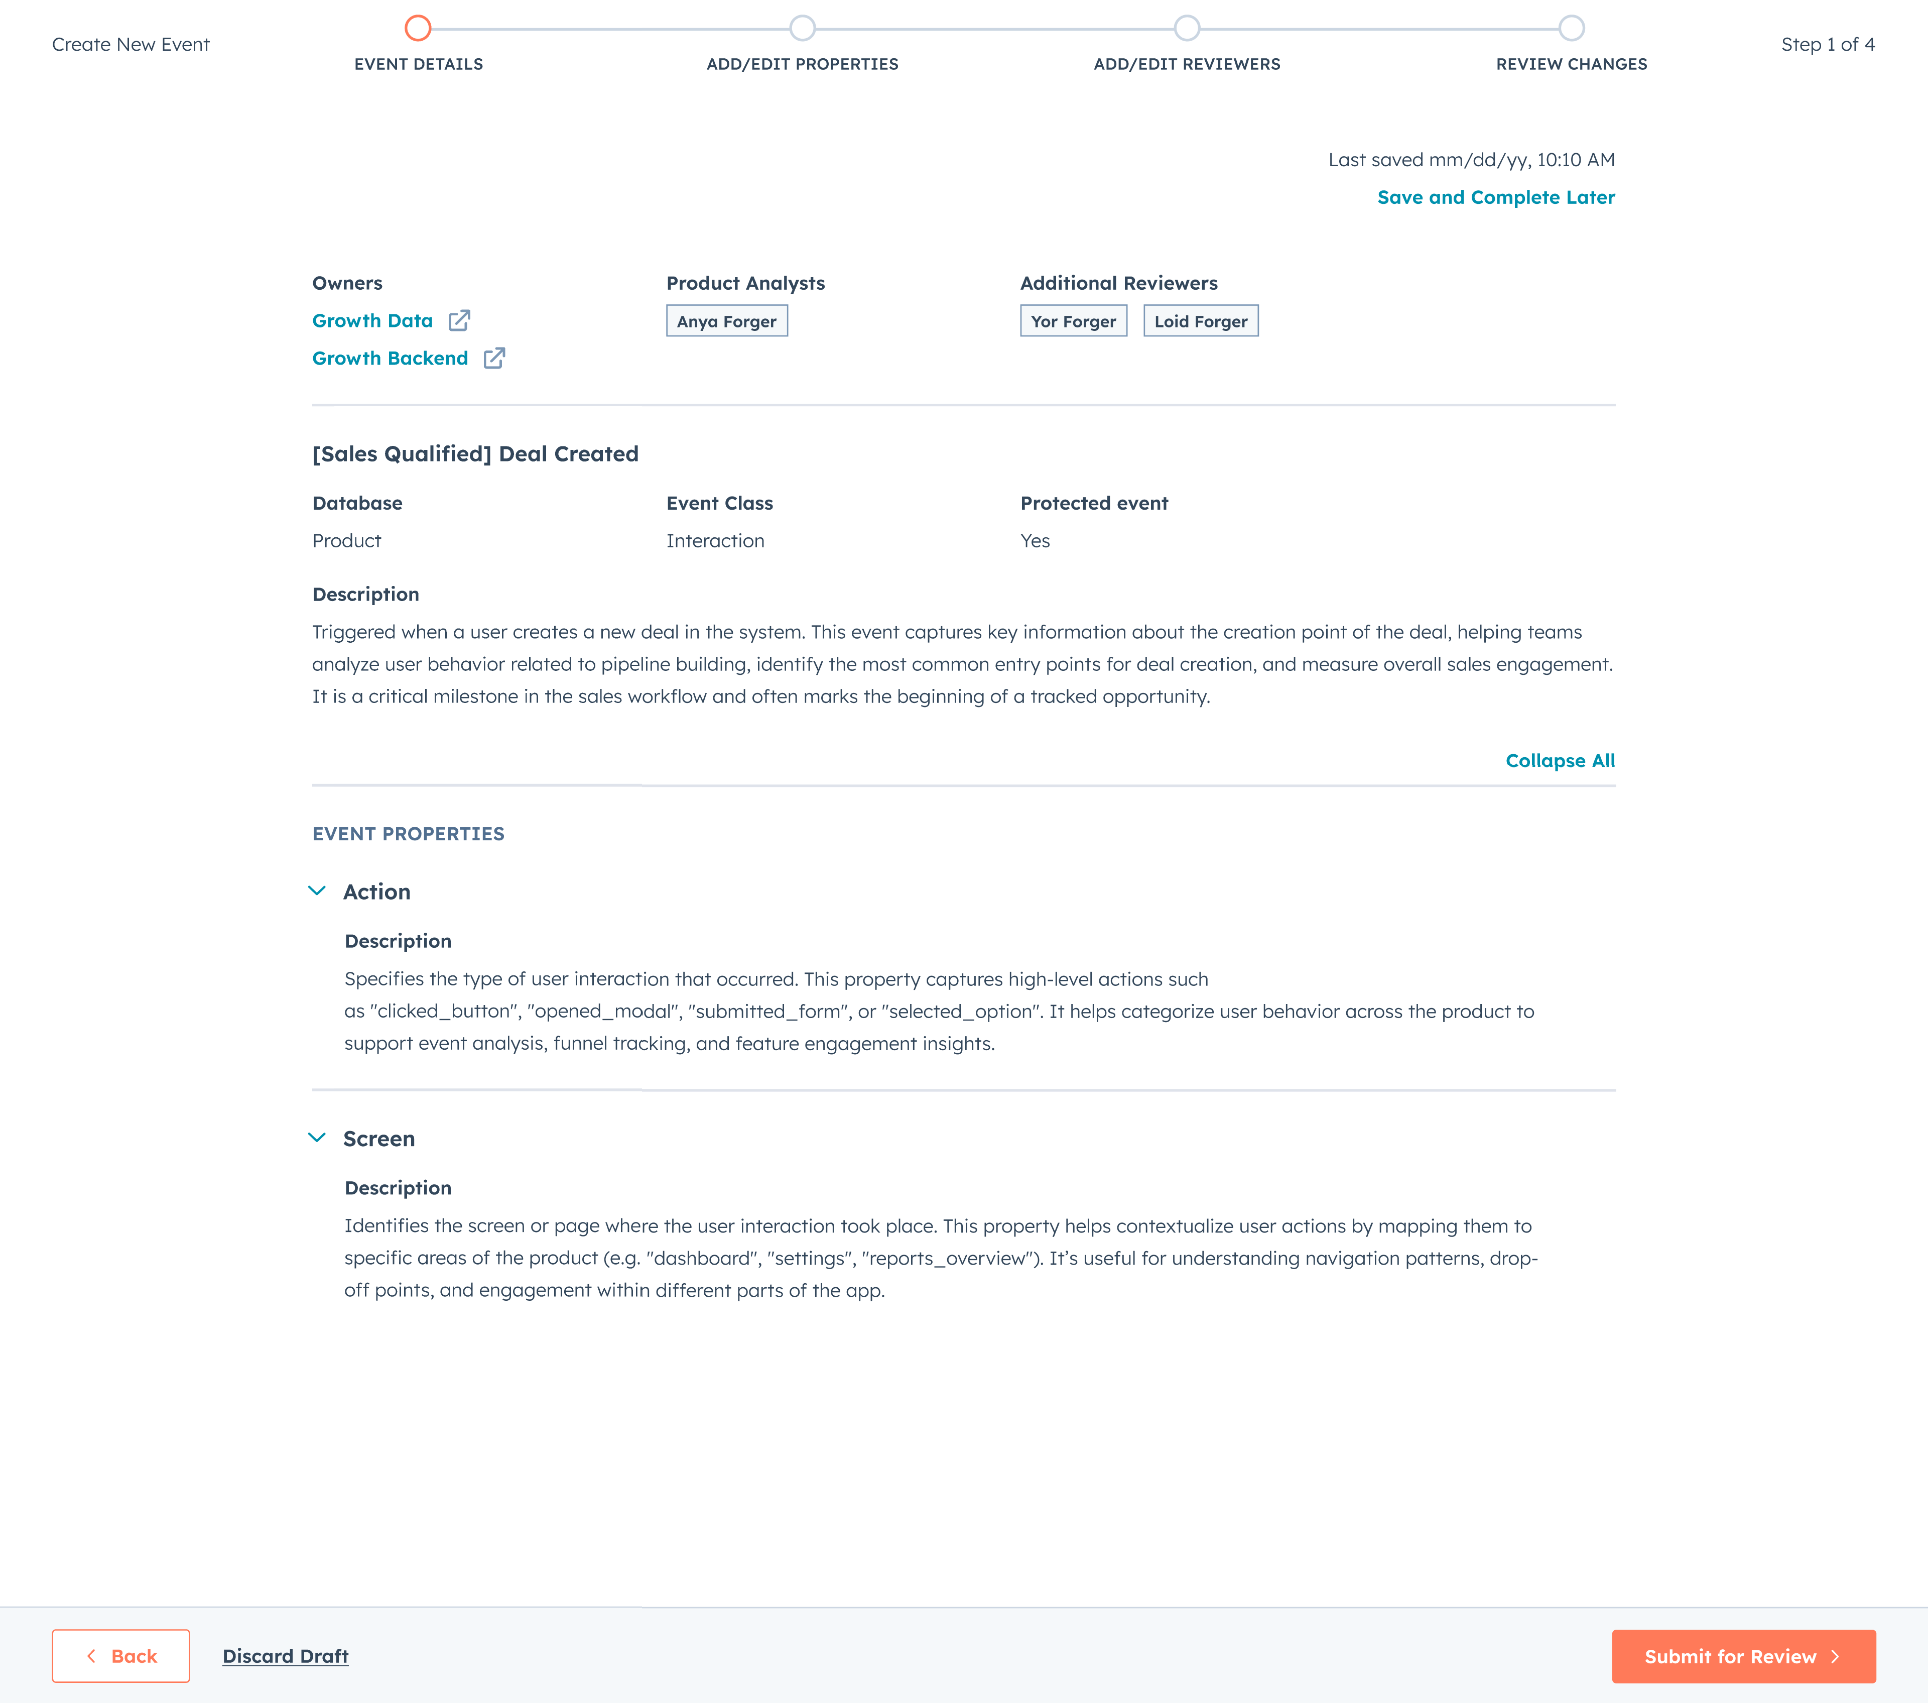 Create New Event
EVENT DETAILS
ADD/EDIT PROPERTIES
ADD/EDIT REVIEWERS
REVIEW CHANGES
Step 1 of 4
Last saved mm/dd/yy, 10:10 AM
Save and Complete Later
Owners
Growth Data
Growth Backend
Product Analysts
Anya Forger
Additional Reviewers
Yor Forger
Loid Forger
[Sales Qualified] Deal Created
Database
Product
Event Class
Interaction
Protected event
Yes
Description
Triggered when a user creates a new deal in the system. This event captures key information about the creation point of the deal, helping teams
analyze user behavior related to pipeline building, identify the most common entry points for deal creation, and measure overall sales engagement.
It is a critical milestone in the sales workflow and often marks the beginning of a tracked opportunity.
Collapse All
EVENT PROPERTIES
Action
Description
Specifies the type of user interaction that occurred. This property captures high-level actions such
as "clicked_button", "opened_modal", "submitted_form", or "selected_option". It helps categorize user behavior across the product to
support event analysis, funnel tracking, and feature engagement insights.
Screen
Description
Identifies the screen or page where the user interaction took place. This property helps contextualize user actions by mapping them to
specific areas of the product (e.g. "dashboard", "settings", "reports_overview"). It’s useful for understanding navigation patterns, drop-
off points, and engagement within different parts of the app.
Back
Discard Draft
Submit for Review